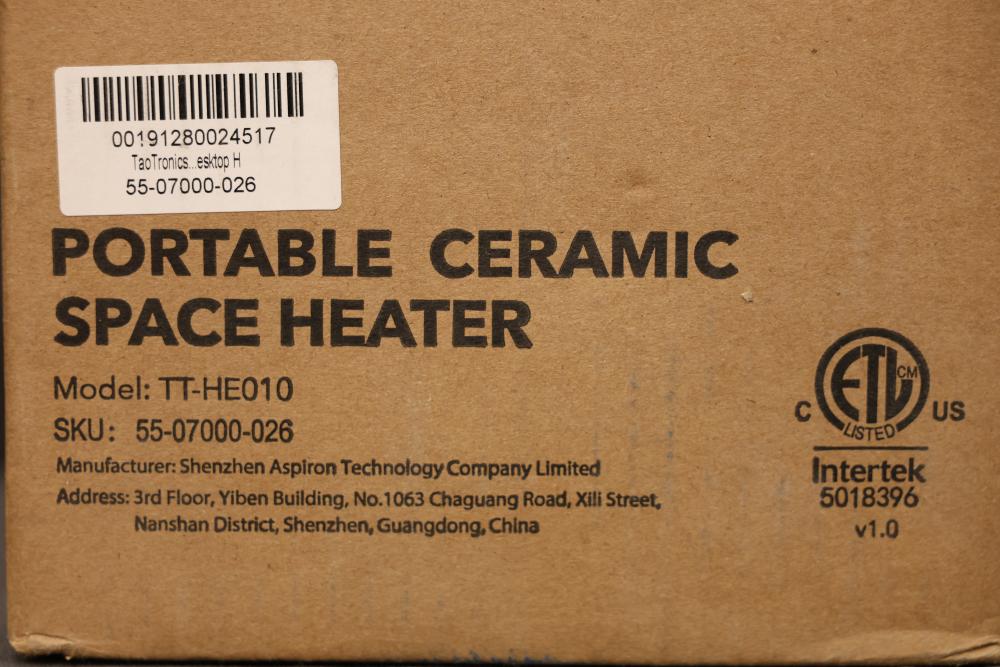 00191280024517
TaoTronics...esktop H
55-07000-026
PORTABLE CERAMIC
SPACE HEATER
Model: TT-HE010
SKU: 55-07000-026
Manufacturer: Shenzhen Aspiron Technology Company Limited
Address: 3rd Floor, Yiben Building, No.1063 Chaguang Road, Xili Street,
Nanshan District, Shenzhen, Guangdong, China
ETL CM
C US
LISTED
Intertek
5018396
v1.0